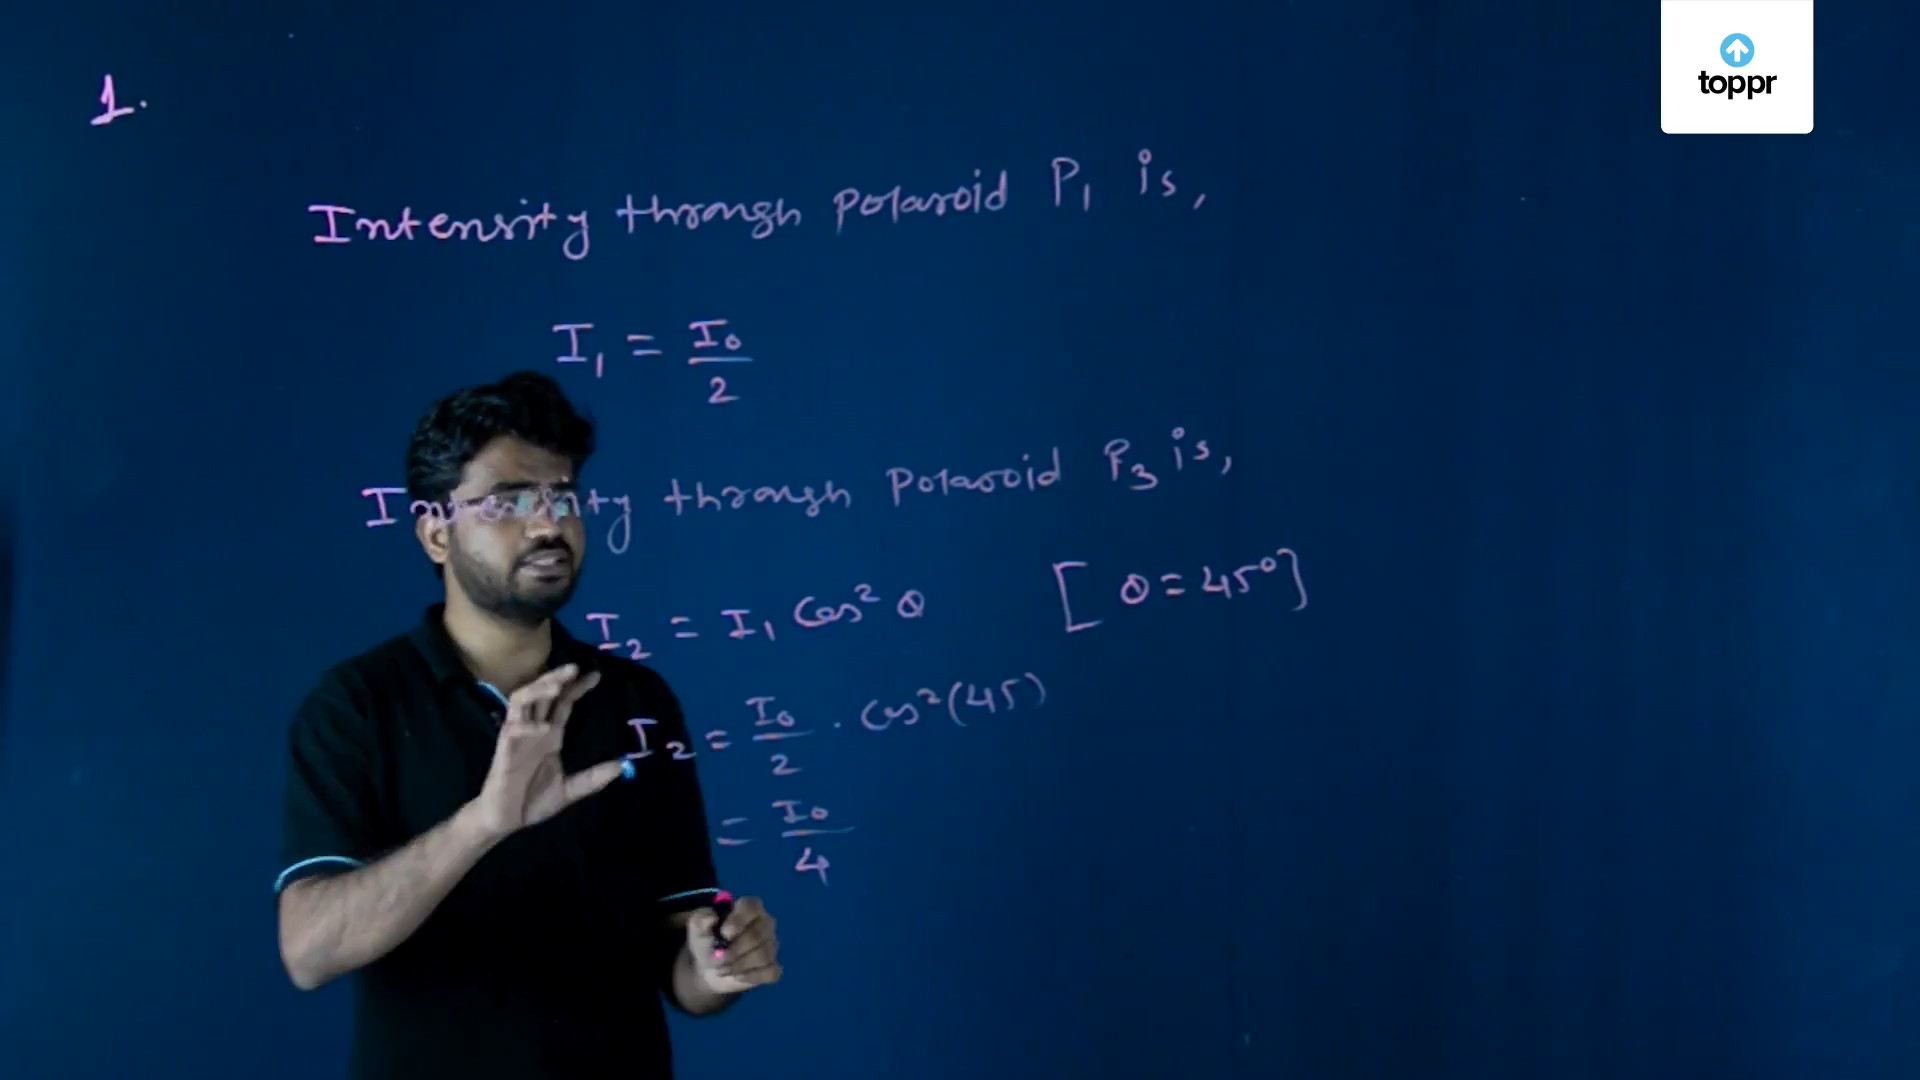 toppr
1.
Intensity through polaroid P₁ is,
I₁ = I₀/2
Intensity through Polaroid P₃ is,
I₂ = I₁ Cos² θ [ θ = 45° ]
I₂ = I₀/2 . Cos² (45)
= I₀/4